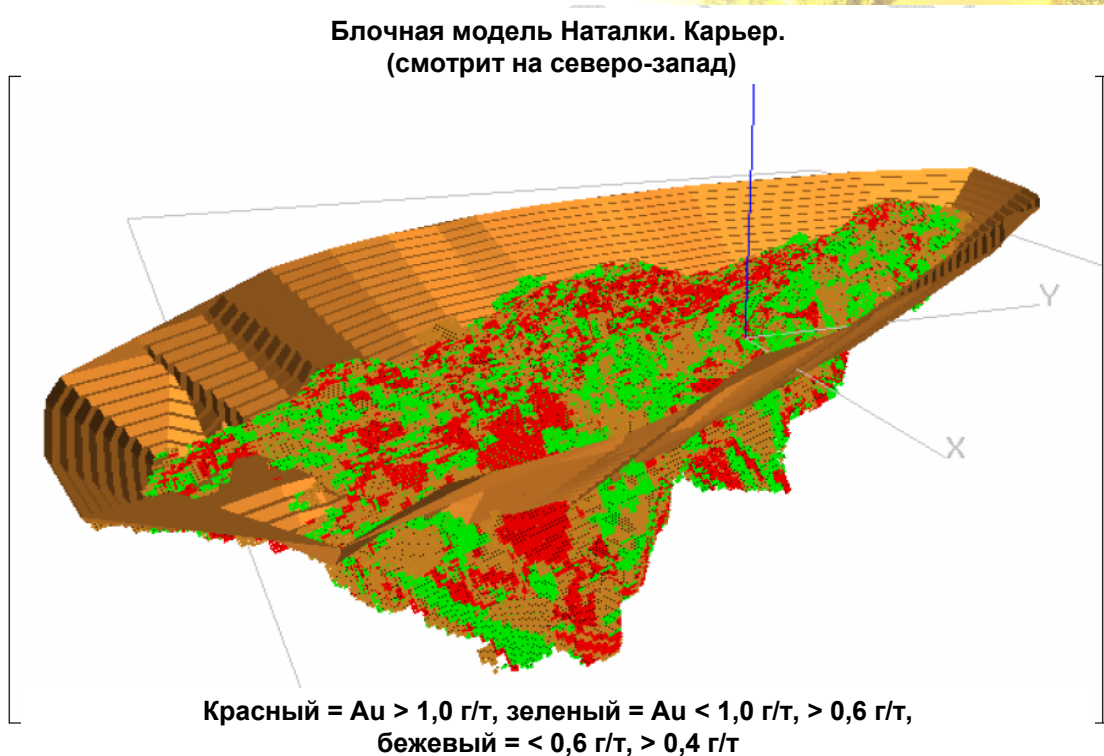 Блочная модель Наталки. Карьер.
(смотрит на северо-запад)
Y
X
Красный = Au > 1,0 г/т, зеленый = Au < 1,0 г/т, > 0,6 г/т,
бежевый = < 0,6 г/т, > 0,4 г/т